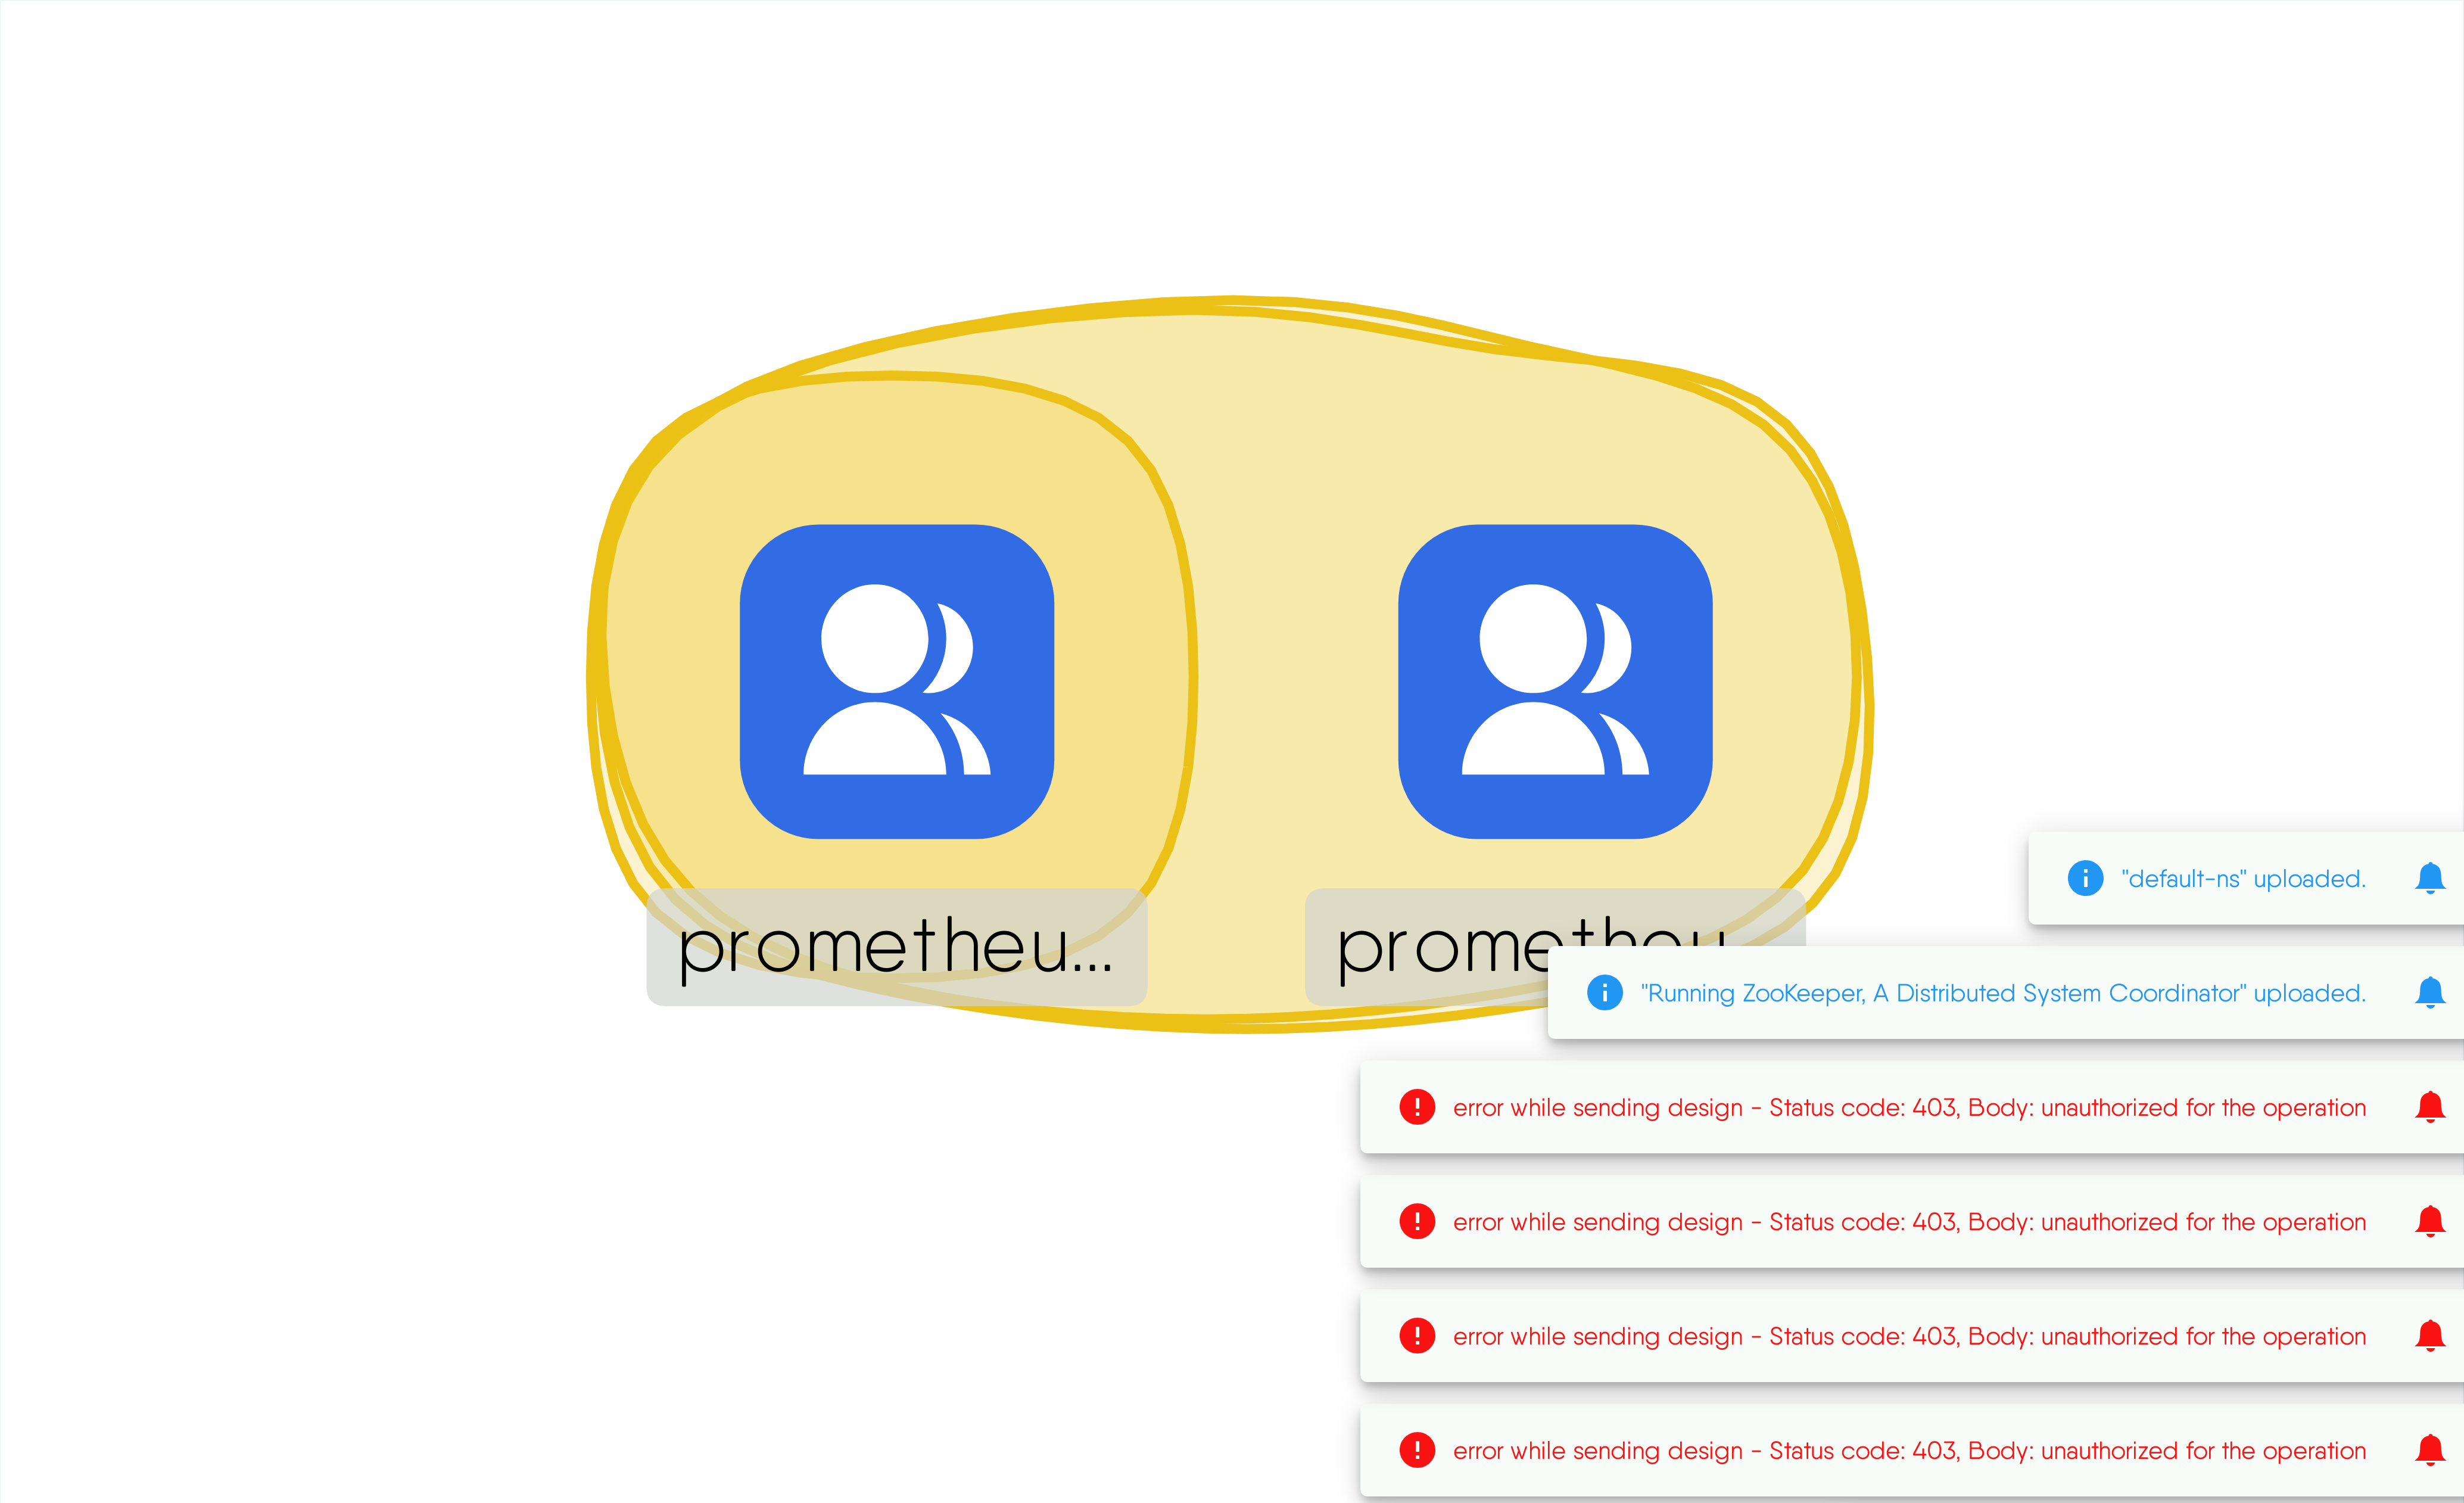 prometheu...
prometheu
"default-ns" uploaded.
"Running ZooKeeper, A Distributed System Coordinator" uploaded.
error while sending design - Status code: 403, Body: unauthorized for the operation
error while sending design - Status code: 403, Body: unauthorized for the operation
error while sending design - Status code: 403, Body: unauthorized for the operation
error while sending design - Status code: 403, Body: unauthorized for the operation